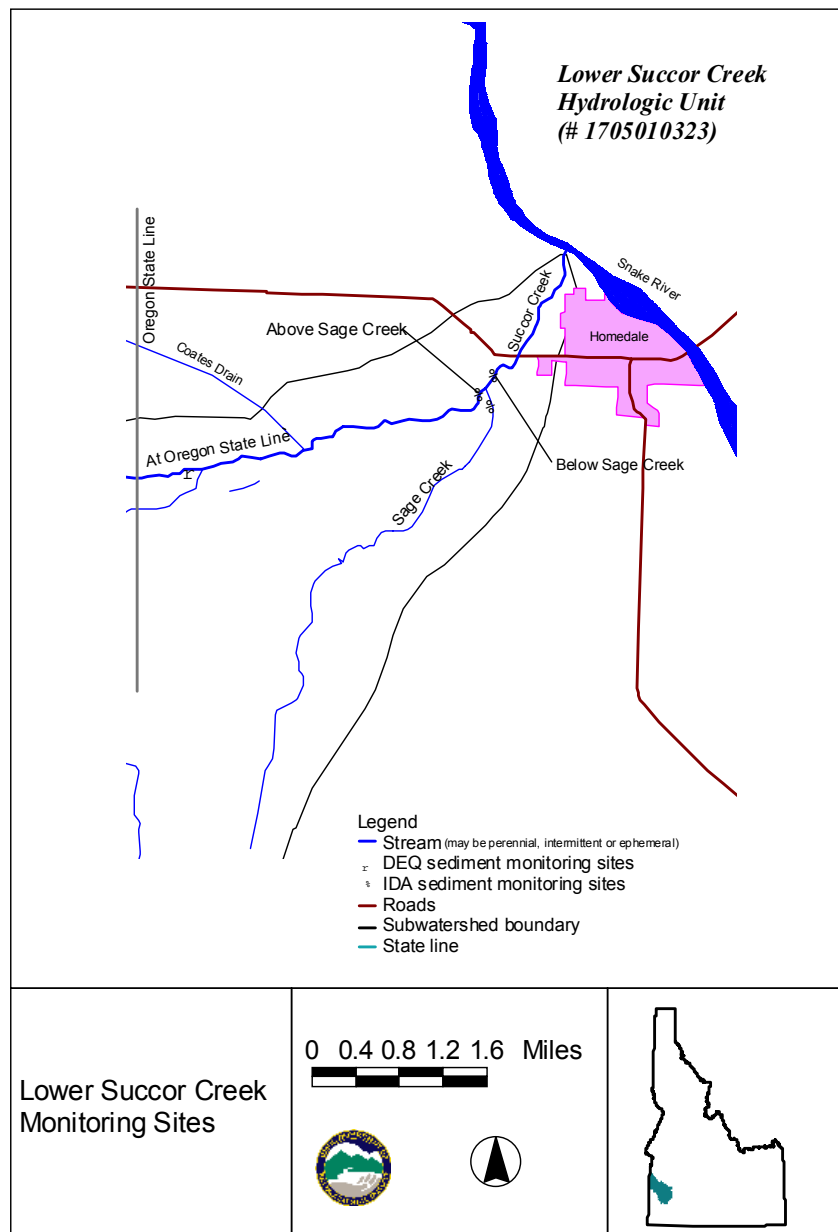 Lower Succor Creek
Hydrologic Unit
(# 1705010323)
Oregon State Line
Snake River
Succor Creek
Above Sage Creek
Homedale
Coates Drain
At Oregon State Line
Below Sage Creek
Sage Creek
r
%
%
%
Legend
Stream (may be perennial, intermittent or ephemeral)
r DEQ sediment monitoring sites
% IDA sediment monitoring sites
Roads
Subwatershed boundary
State line
Lower Succor Creek
Monitoring Sites
0 0.4 0.8 1.2 1.6 Miles